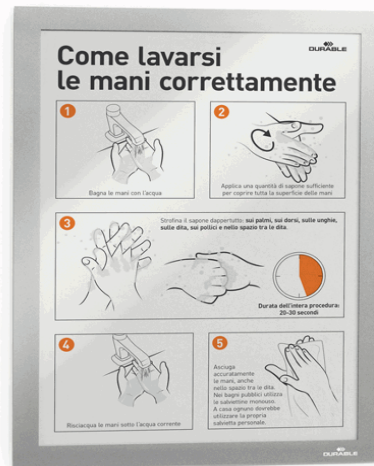 DURABLE
Come lavarsi
le mani correttamente
1
Bagna le mani con l'acqua
2
Applica una quantità di sapone sufficiente
per coprire tutta la superficie delle mani
3
Strofina il sapone dappertutto: sui palmi, sui dorsi, sulle unghie,
sulle dita, sui pollici e nello spazio tra le dita.
Durata dell'intera procedura:
20-30 secondi
4
Risciacqua le mani sotto l'acqua corrente
5
Asciuga
accuratamente
le mani, anche
nello spazio tra le dita.
Nei bagni pubblici utilizza
le salviettine monouso.
A casa ognuno dovrebbe
utilizzare la propria
salvietta personale.
DURABLE